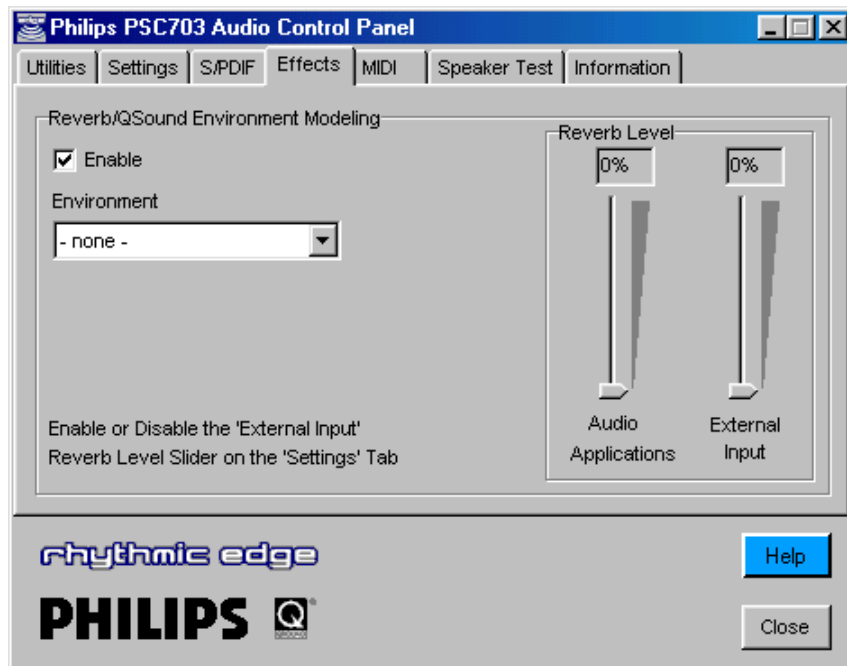 Philips PSC703 Audio Control Panel
Utilities Settings S/PDIF Effects MIDI Speaker Test Information
Reverb/QSound Environment Modeling
Enable
Environment
- none -
Reverb Level
0% 0%
Audio Applications
External Input
Enable or Disable the 'External Input'
Reverb Level Slider on the 'Settings' Tab
rhythmic edge
PHILIPS Q
Help
Close